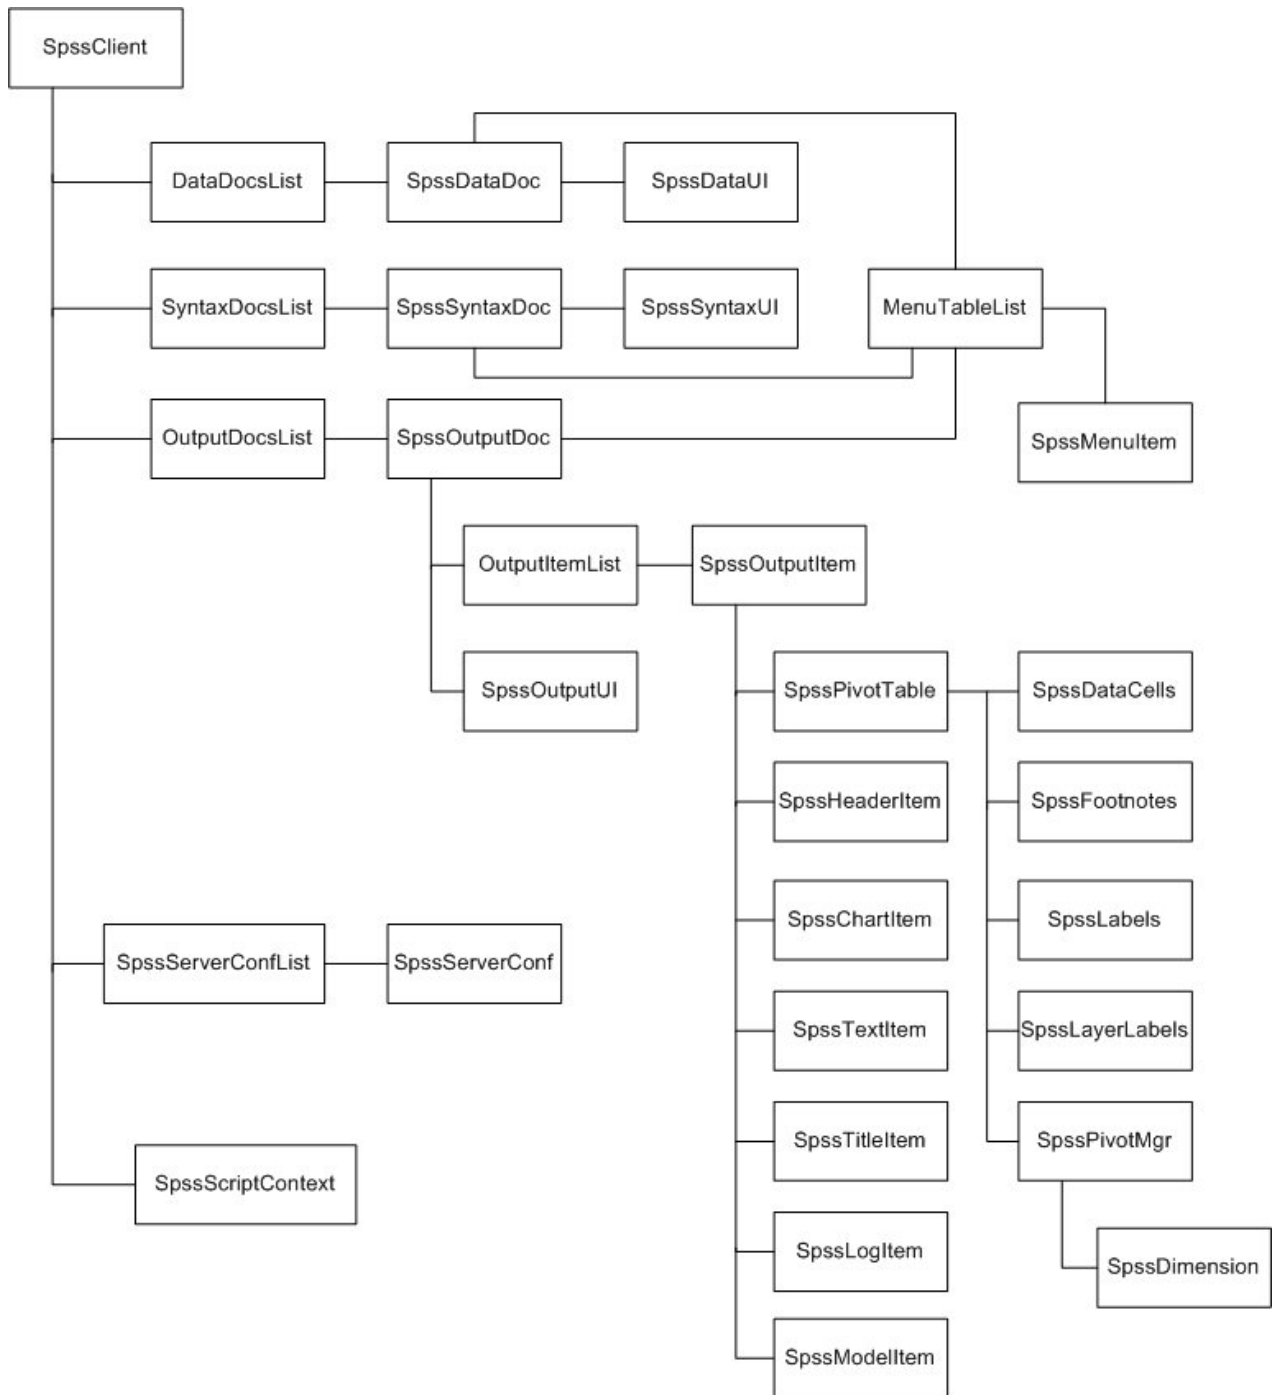 SpssClient
DataDocsList
SpssDataDoc
SpssDataUI
SyntaxDocsList
SpssSyntaxDoc
SpssSyntaxUI
MenuTableList
OutputDocsList
SpssOutputDoc
SpssMenuItem
OutputItemList
SpssOutputItem
SpssOutputUI
SpssPivotTable
SpssDataCells
SpssHeaderItem
SpssFootnotes
SpssChartItem
SpssLabels
SpssServerConfList
SpssServerConf
SpssTextItem
SpssLayerLabels
SpssTitleItem
SpssPivotMgr
SpssScriptContext
SpssLogItem
SpssDimension
SpssModelItem